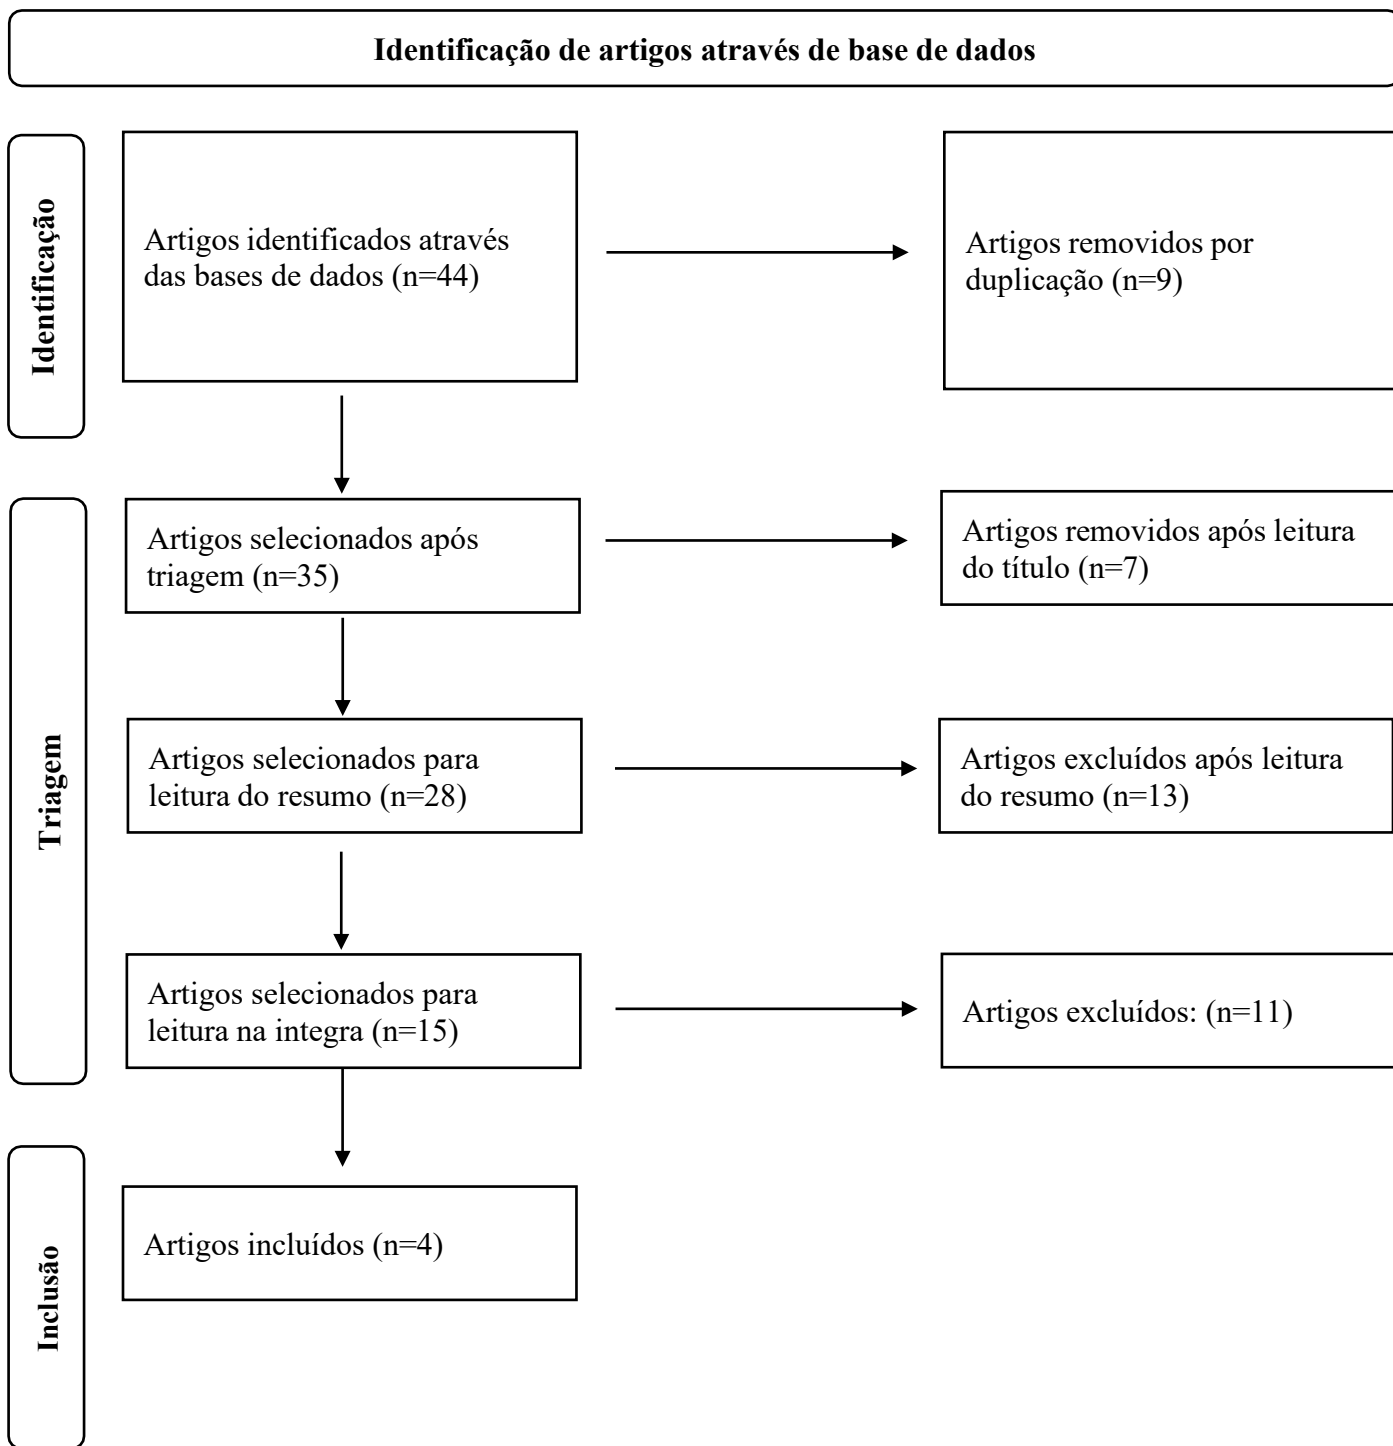 Identificação de artigos através de base de dados
Identificação
Artigos identificados através
das bases de dados (n=44)
Artigos removidos por
duplicação (n=9)
Triagem
Artigos selecionados após
triagem (n=35)
Artigos removidos após leitura
do título (n=7)
Artigos selecionados para
leitura do resumo (n=28)
Artigos excluídos após leitura
do resumo (n=13)
Artigos selecionados para
leitura na integra (n=15)
Artigos excluídos: (n=11)
Inclusão
Artigos incluídos (n=4)